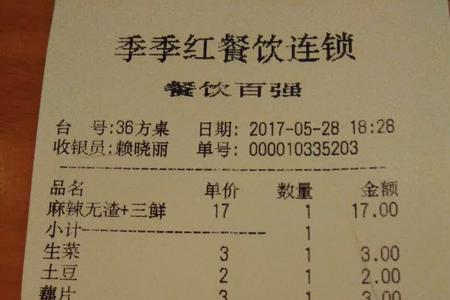 季季红餐饮连锁
餐饮百强
台 号:36方桌 日期: 2017-05-28 18:28
收银员:赖晓丽 单号: 000010335203
品名 单价 数量 金额
麻辣无渣+三鲜 17 1 17.00
小计------------------------ 1
生菜 3 1 3.00
土豆 2 1 2.00
藕片 3 1 3.00